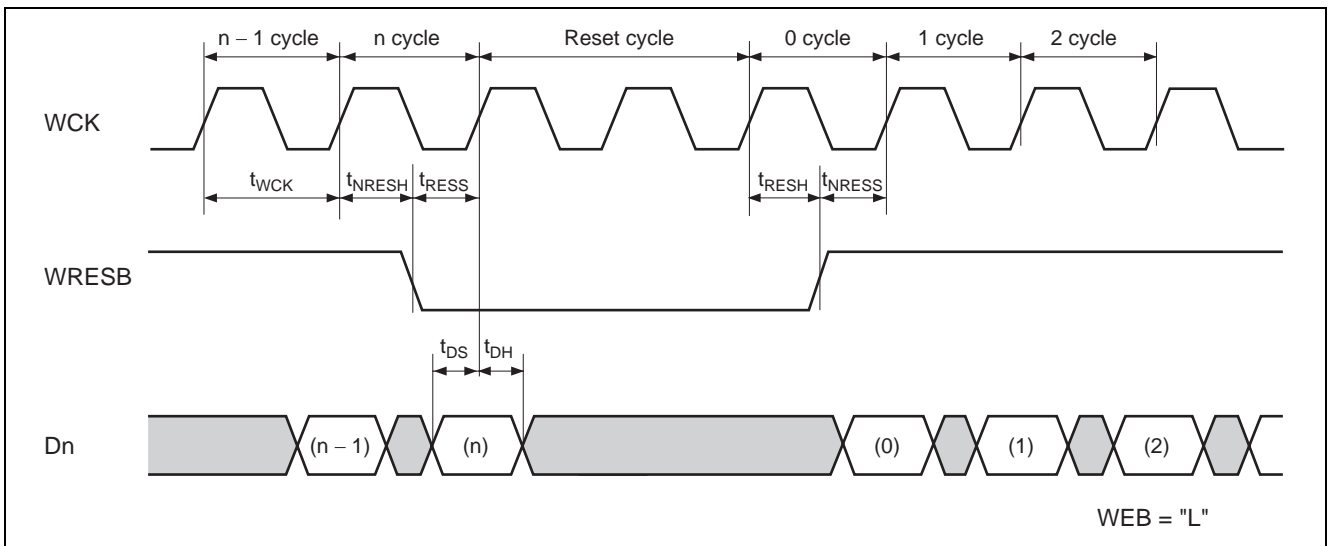 n – 1 cycle n cycle Reset cycle 0 cycle 1 cycle 2 cycle
WCK
tWCK tNRESH tRESS tRESH tNRESS
WRESB
tDS tDH
Dn (n – 1) (n) (0) (1) (2)
WEB = "L"